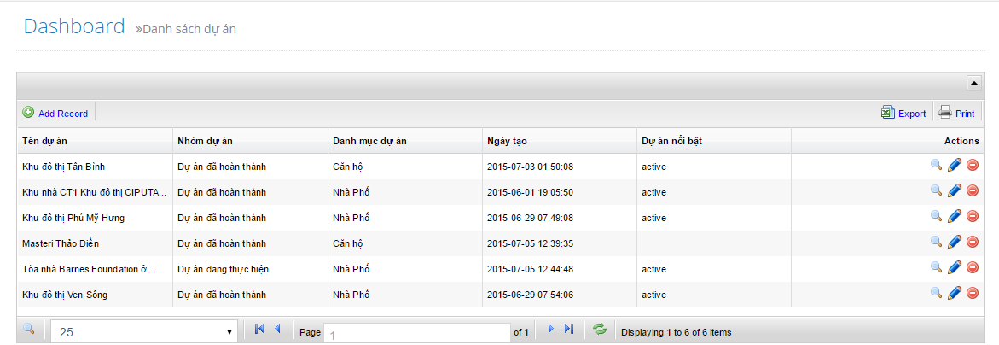 Dashboard »Danh sách dự án
Add Record Export Print
Tên dự án Nhóm dự án Danh mục dự án Ngày tạo Dự án nổi bật Actions
Khu đô thị Tân Bình Dự án đã hoàn thành Căn hộ 2015-07-03 01:50:08 active
Khu nhà CT1 Khu đô thị CIPUTA... Dự án đã hoàn thành Nhà Phố 2015-06-01 19:05:50 active
Khu đô thị Phú Mỹ Hưng Dự án đã hoàn thành Nhà Phố 2015-06-29 07:49:08 active
Masteri Thảo Điền Dự án đã hoàn thành Căn hộ 2015-07-05 12:39:35
Tòa nhà Barnes Foundation ở... Dự án đang thực hiện Nhà Phố 2015-07-05 12:44:48 active
Khu đô thị Ven Sông Dự án đã hoàn thành Nhà Phố 2015-06-29 07:54:06 active
25 Page 1 of 1 Displaying 1 to 6 of 6 items